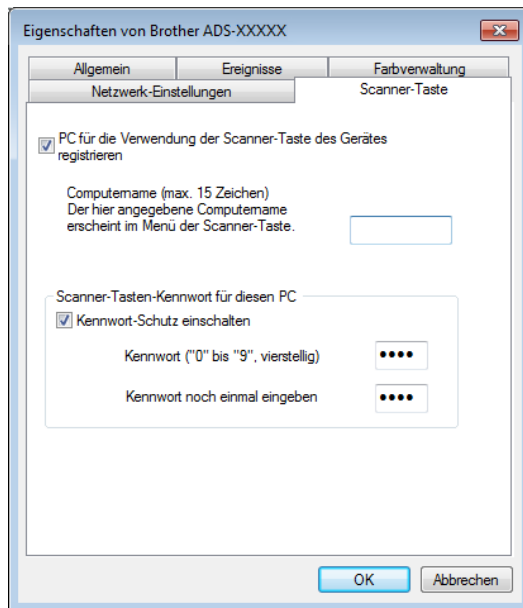 Eigenschaften von Brother ADS-XXXXX
Allgemein
Ereignisse
Farbverwaltung
Netzwerk-Einstellungen
Scanner-Taste
PC für die Verwendung der Scanner-Taste des Gerätes
registrieren
Computername (max. 15 Zeichen)
Der hier angegebene Computername
erscheint im Menü der Scanner-Taste.
Scanner-Tasten-Kennwort für diesen PC
Kennwort-Schutz einschalten
Kennwort ("0" bis "9", vierstellig)
••••
Kennwort noch einmal eingeben
••••
OK
Abbrechen